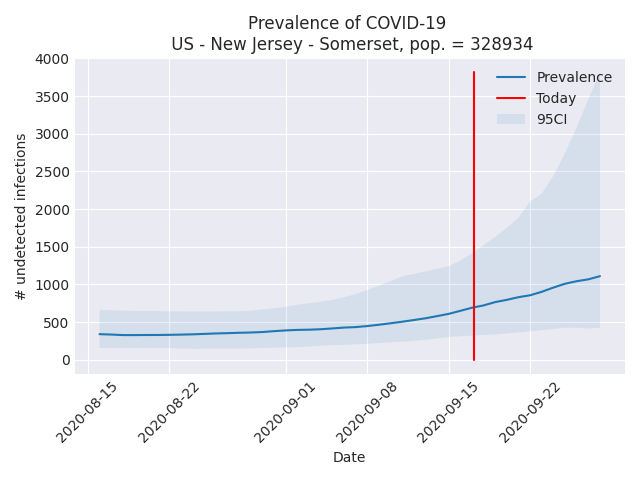 Prevalence of COVID-19
US - New Jersey - Somerset, pop. = 328934
# undetected infections
4000
3500
3000
2500
2000
1500
1000
500
0
Prevalence
Today
95CI
2020-08-15
2020-08-22
2020-09-01
2020-09-08
2020-09-15
2020-09-22
Date